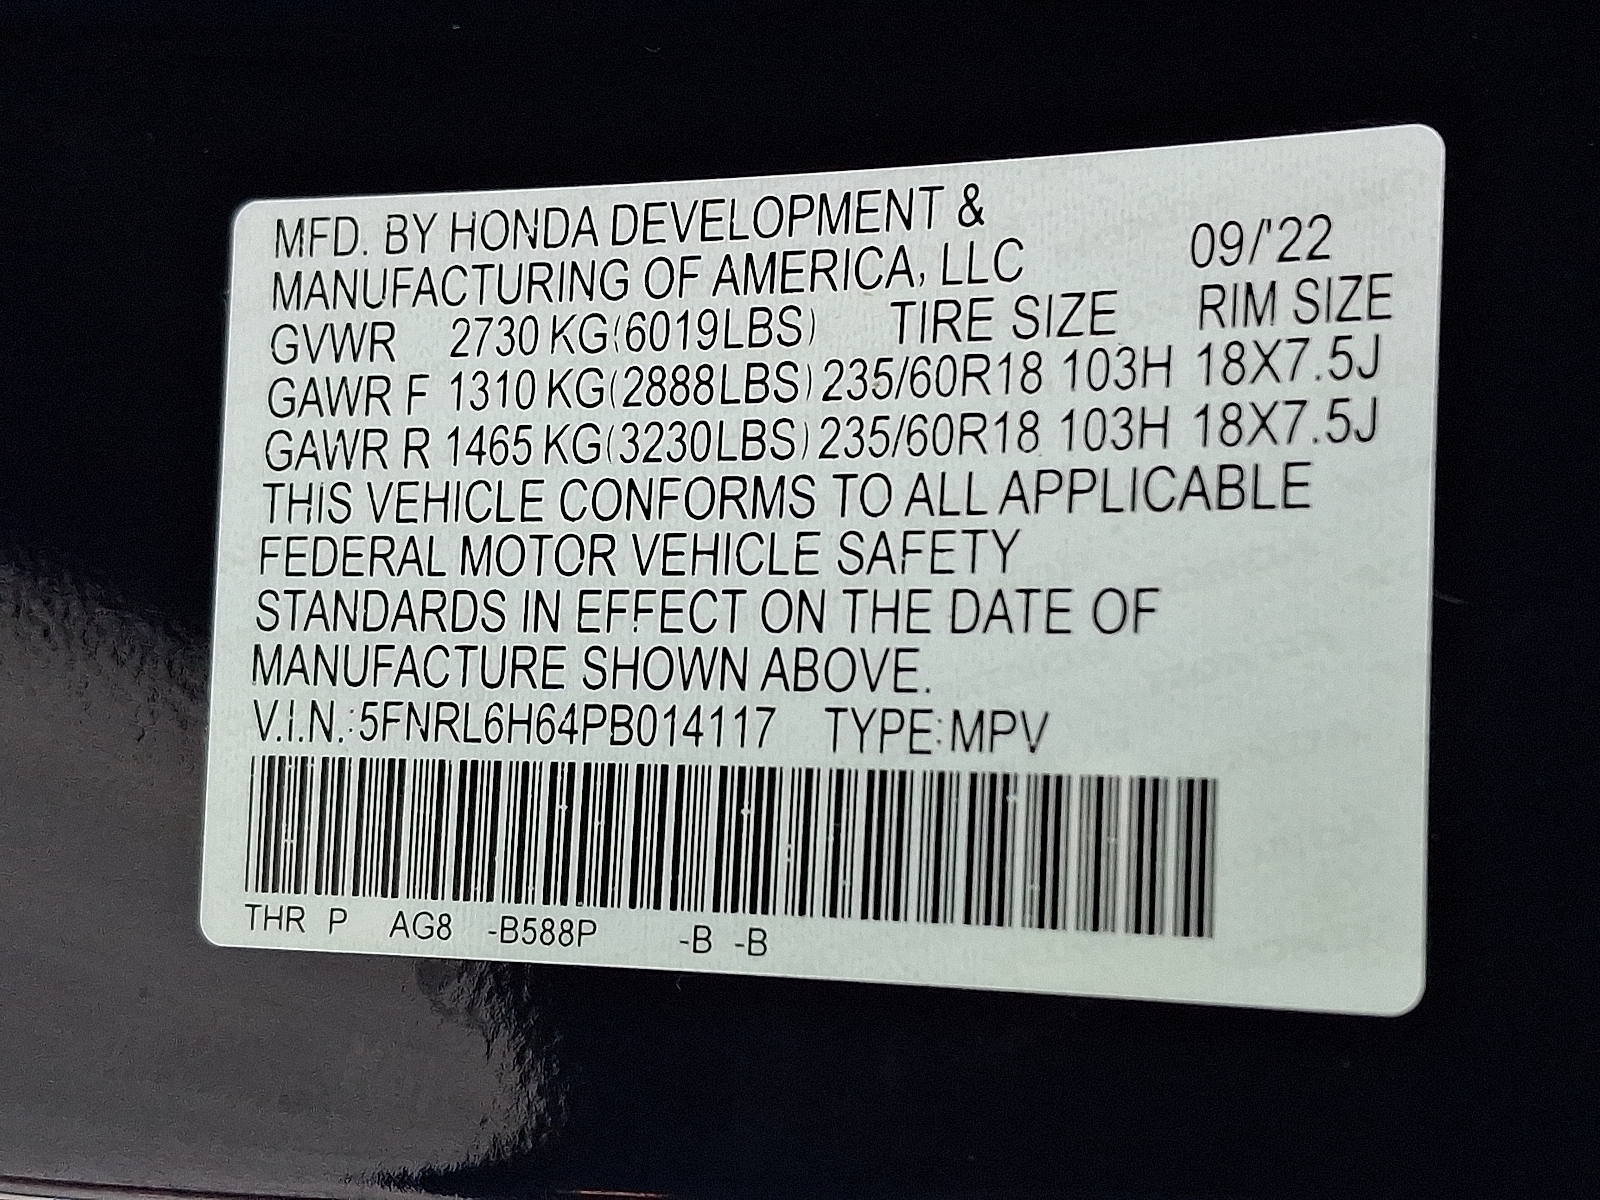 MFD. BY HONDA DEVELOPMENT &
MANUFACTURING OF AMERICA, LLC 09/'22
GVWR 2730 KG(6019LBS) TIRE SIZE RIM SIZE
GAWR F 1310 KG(2888LBS) 235/60R18 103H 18X7.5J
GAWR R 1465 KG(3230LBS) 235/60R18 103H 18X7.5J
THIS VEHICLE CONFORMS TO ALL APPLICABLE
FEDERAL MOTOR VEHICLE SAFETY
STANDARDS IN EFFECT ON THE DATE OF
MANUFACTURE SHOWN ABOVE.
V.I.N.:5FNRL6H64PB014117 TYPE:MPV
THR P AG8 -B588P -B -B